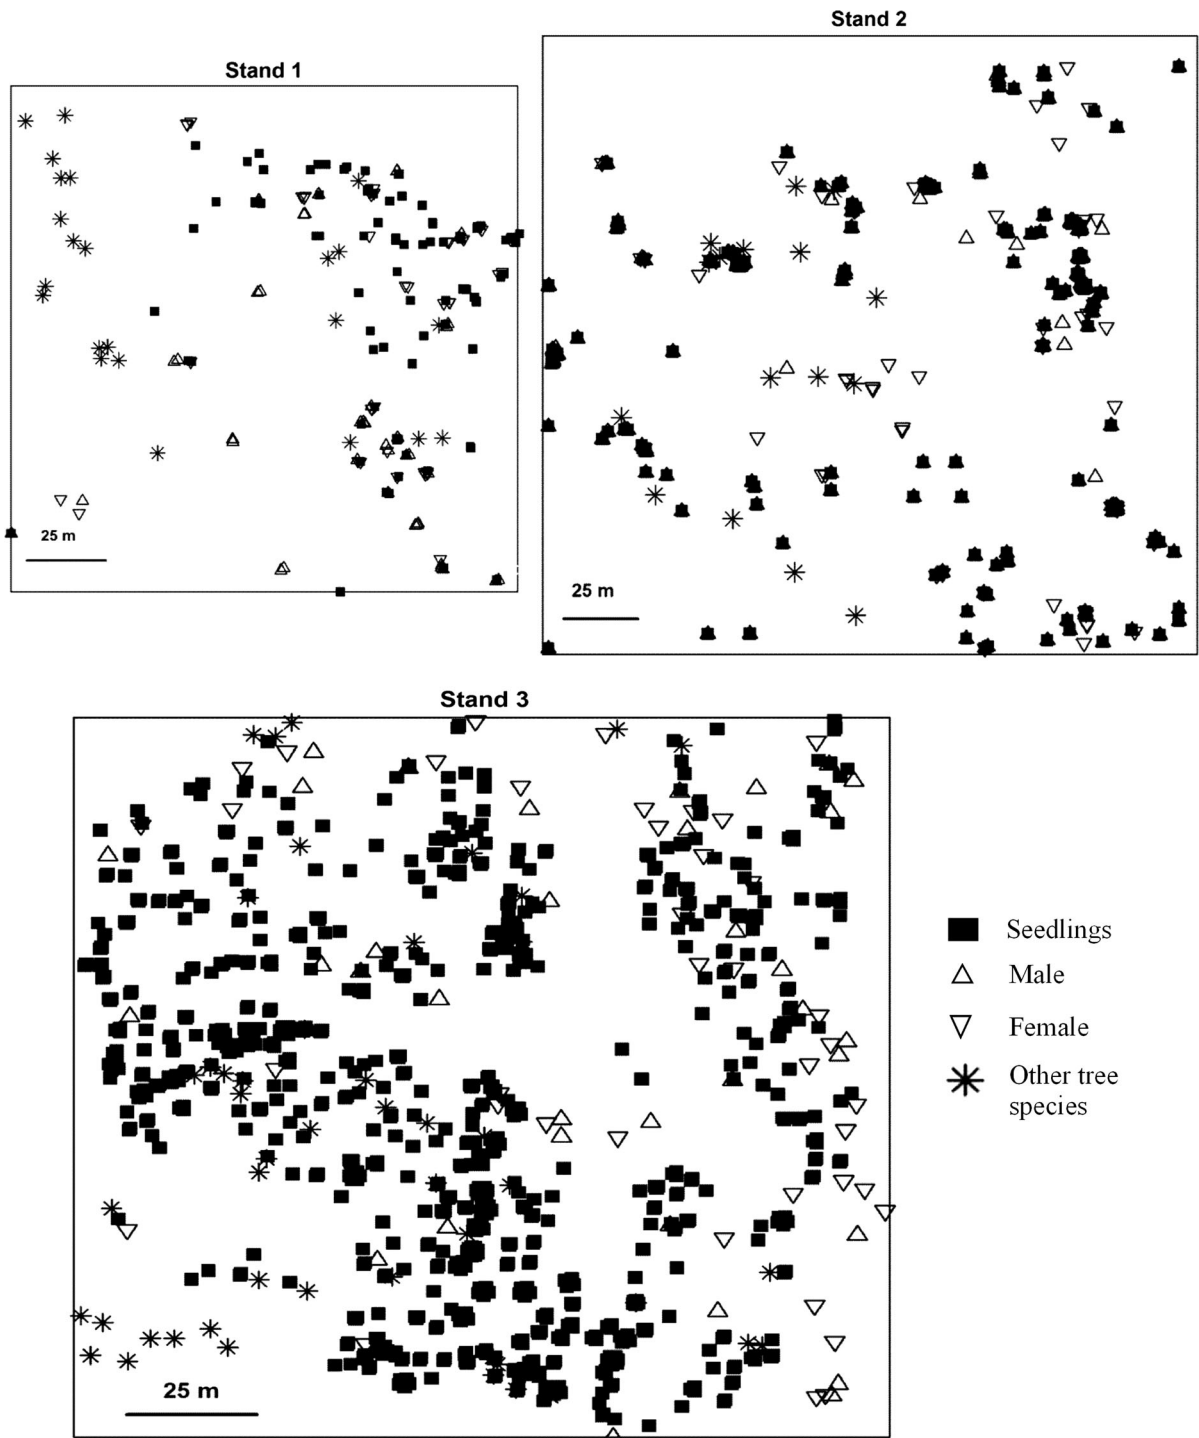 Stand 1
25 m
Stand 2
25 m
Stand 3
25 m
Seedlings
Male
Female
Other tree
species